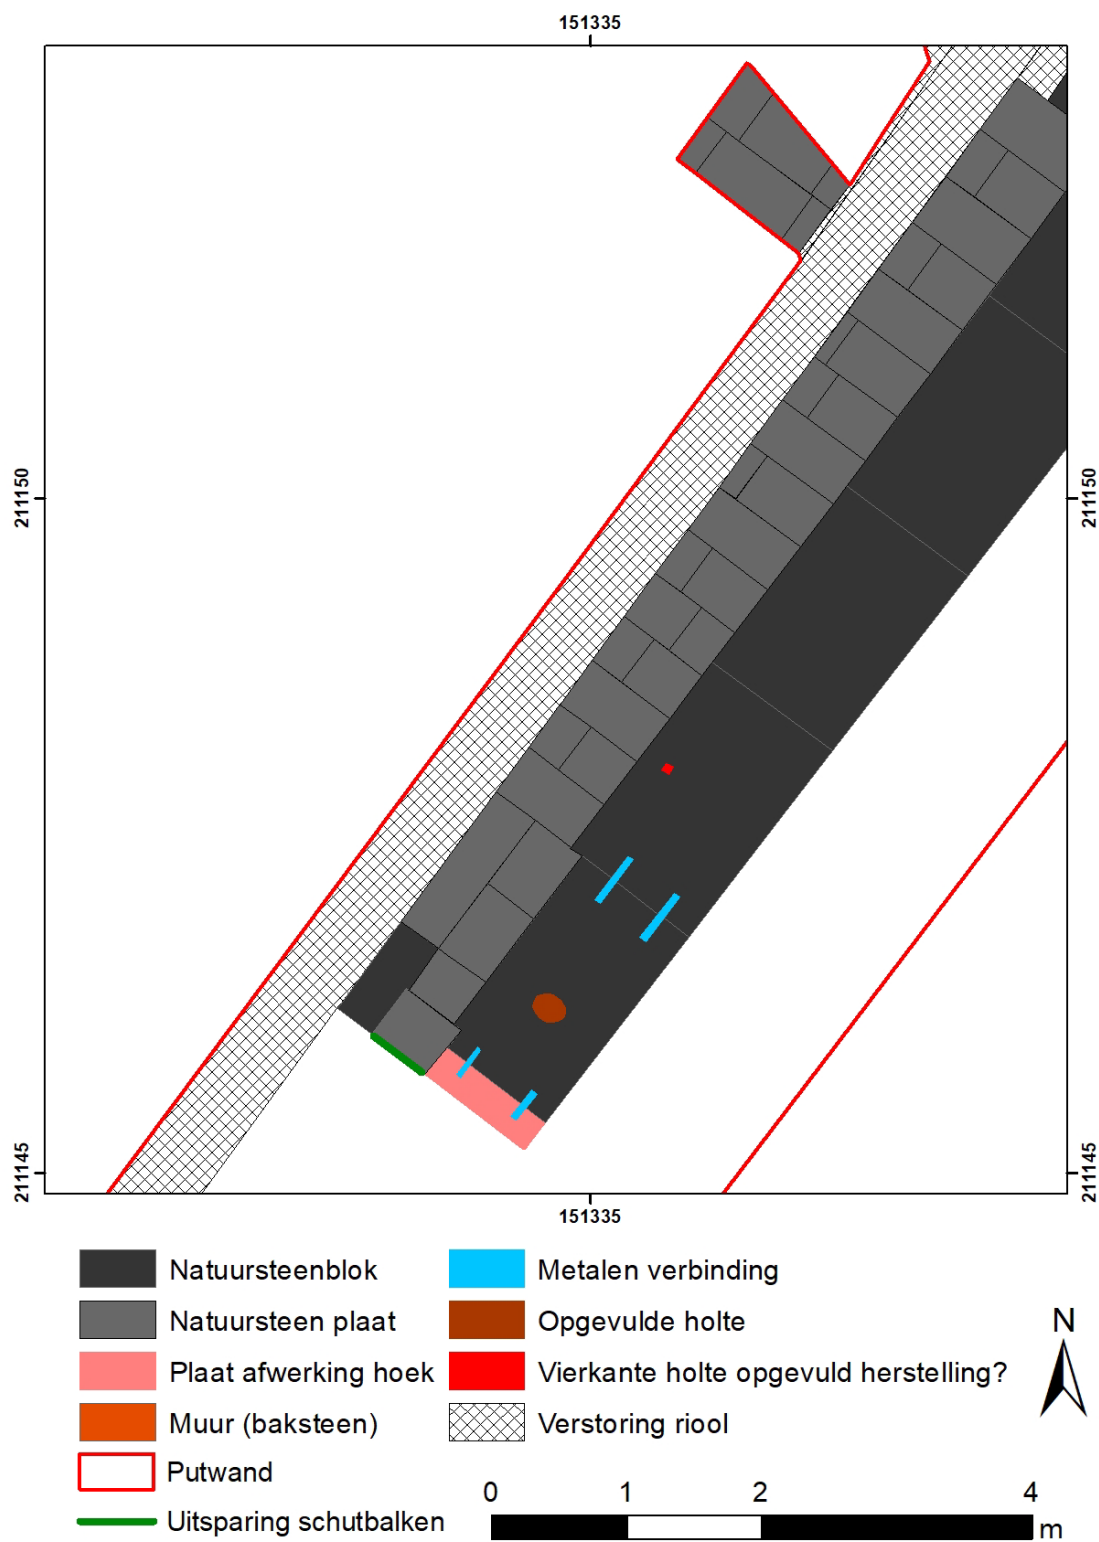 151335
21150
21150
21145
21145
151335
Natuursteenblok
Natuursteen plaat
Plaat afwerking hoek
Muur (baksteen)
Putwand
Uitsparing schutbalken
Metalen verbinding
Opgevulde holte
Vierkante holte opgevuld herstelling?
Verstoring riool
N
0 1 2 4
m